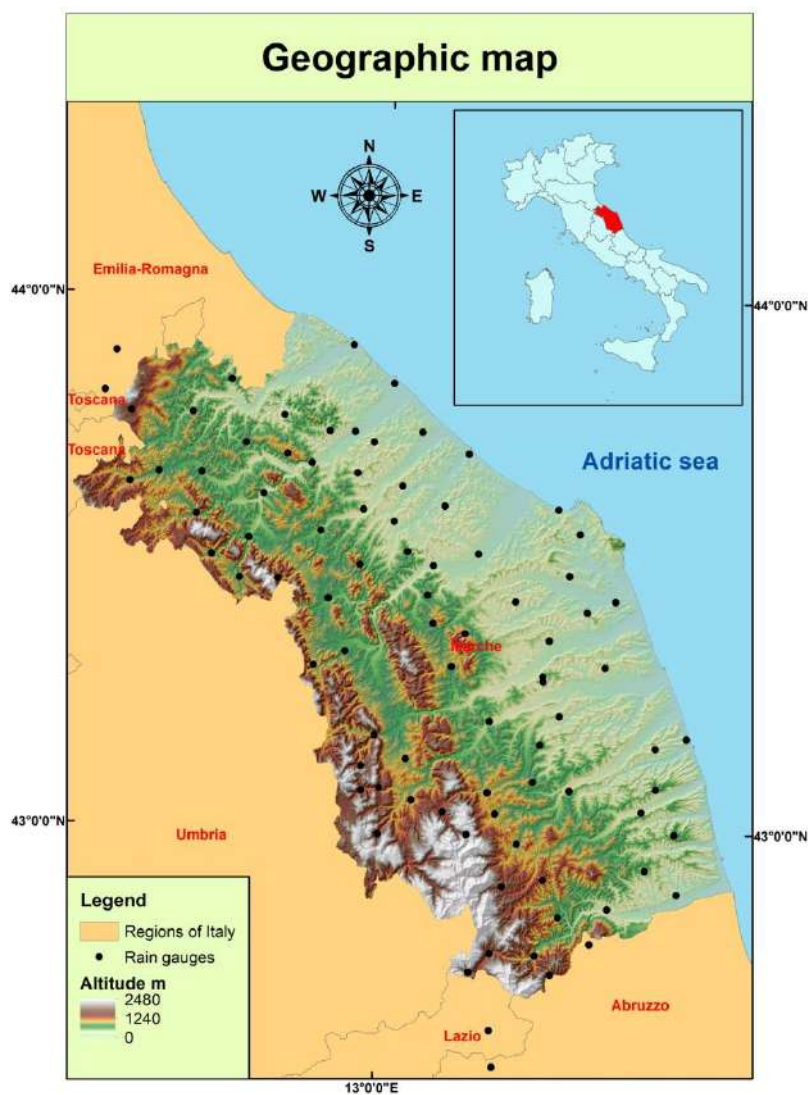 Geographic map
N
W E
S
Emilia-Romagna
44°0'0"N
44°0'0"N
Toscana
Toscana
Adriatic sea
Marche
43°0'0"N
43°0'0"N
Umbria
Legend
Regions of Italy
Rain gauges
Altitude m
2480
1240
0
Abruzzo
Lazio
13°0'0"E